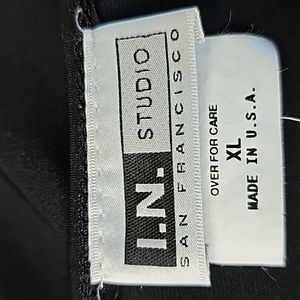 I.N.
STUDIO
SAN FRANCISCO
OVER FOR CARE
XL
MADE IN U.S.A.